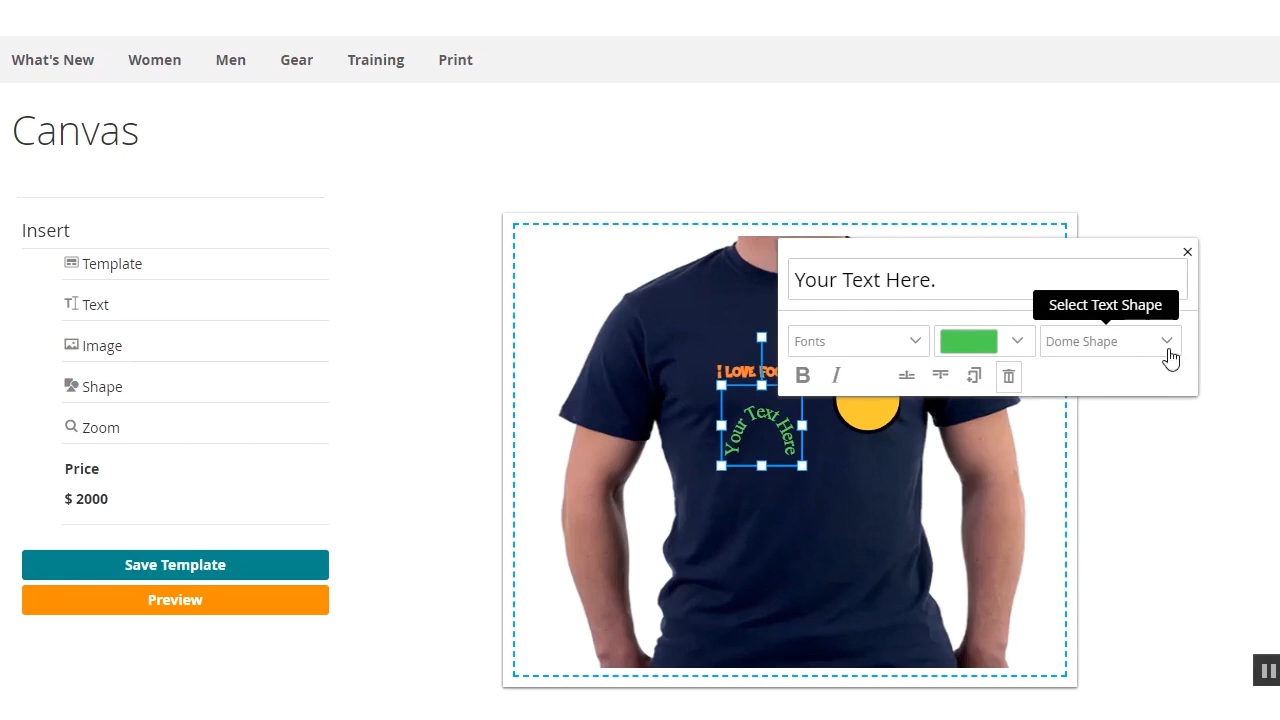 What's New Women Men Gear Training Print
Canvas
Insert
Template
Text
Image
Shape
Zoom
Price
$ 2000
Save Template
Preview
Your Text Here.
Select Text Shape
Fonts
Dome Shape
B I
I LOVE
Your Text Here